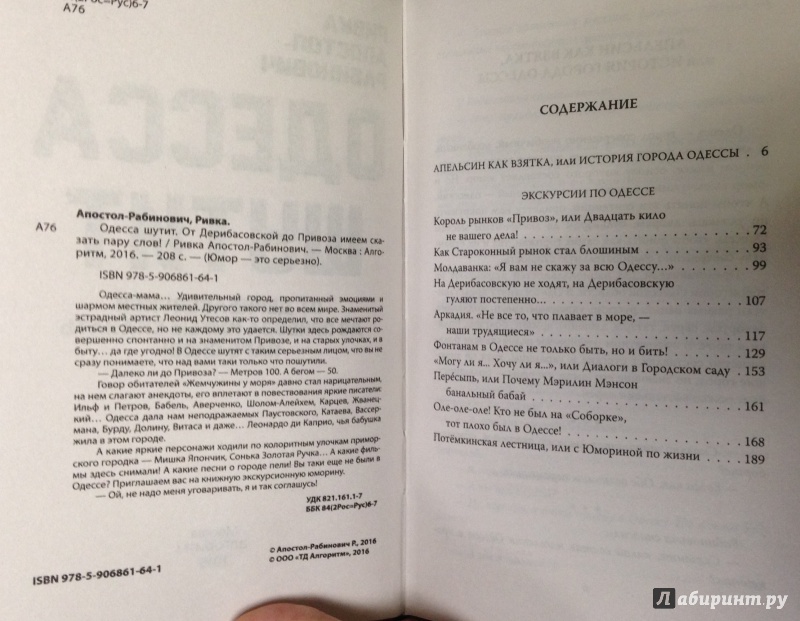 (2Рос=Рус)6-7
А76
РИВКА
АПОСТОЛ-
РАБИНОВИЧ
ОДЕССА
Апостол-Рабинович, Ривка.
А76 Одесса шутит. От Дерибасовской до Привоза имеем ска-
зать пару слов! / Ривка Апостол-Рабинович. — Москва : Алго-
ритм, 2016. — 208 с. — (Юмор — это серьезно).
ISBN 978-5-906861-64-1
Одесса-мама... Удивительный город, пропитанный эмоциями и
шармом местных жителей. Другого такого нет во всем мире. Знаменитый
эстрадный артист Леонид Утесов как-то определил, что все мечтают ро-
диться в Одессе, но не каждому это удается. Шутки здесь рождаются со-
вершенно спонтанно и на знаменитом Привозе, и на старых улочках, и в
быту... да где угодно! В Одессе шутят с таким серьезным лицом, что вы не
сразу понимаете, что над вами таки только что пошутили.
— Далеко ли до Привоза? — Метров 100. А бегом — 50.
Говор обитателей «Жемчужины у моря» давно стал нарицательным,
на нем слагают анекдоты, его вплетают в повествования яркие писатели:
Ильф и Петров, Бабель, Аверченко, Шолом-Алейхем, Карцев, Жванец-
кий... Одесса дала нам неподражаемых Паустовского, Катаева, Вассер-
мана, Бурду, Долину, Витаса и даже... Леонардо ди Каприо, чья бабушка
жила в этом городе.
А какие яркие персонажи ходили по колоритным улочкам примор-
ского городка — Мишка Япончик, Сонька Золотая Ручка... А какие филь-
мы здесь снимали! А какие песни о городе пели! Вы таки еще не были в
Одессе? Приглашаем вас на книжную экскурсионную юморину.
— Ой, не надо меня уговаривать, я и так соглашусь!
УДК 821.161.1-7
ББК 84(2Рос=Рус)6-7
© Апостол-Рабинович Р., 2016
© ООО «ТД Алгоритм», 2016
ISBN 978-5-906861-64-1
СОДЕРЖАНИЕ
АПЕЛЬСИН КАК ВЗЯТКА, или ИСТОРИЯ ГОРОДА ОДЕССЫ . 6
ЭКСКУРСИИ ПО ОДЕССЕ
Король рынков «Привоз», или Двадцать кило
не вашего дела! 72
Как Староконный рынок стал блошиным 93
Молдаванка: «Я вам не скажу за всю Одессу...» 99
На Дерибасовскую не ходят, на Дерибасовскую
гуляют постепенно... 107
Аркадия. «Не все то, что плавает в море, —
наши трудящиеся» 117
Фонтанам в Одессе не только быть, но и бить! 129
«Могу ли я... Хочу ли я...», или Диалоги в Городском саду 153
Пересыпь, или Почему Мэрилин Мэнсон
банальный бабай 161
Оле-оле-оле! Кто не был на «Соборке»,
тот плохо был в Одессе! 168
Потёмкинская лестница, или с Юмориной по жизни 189
Лабиринт.ру